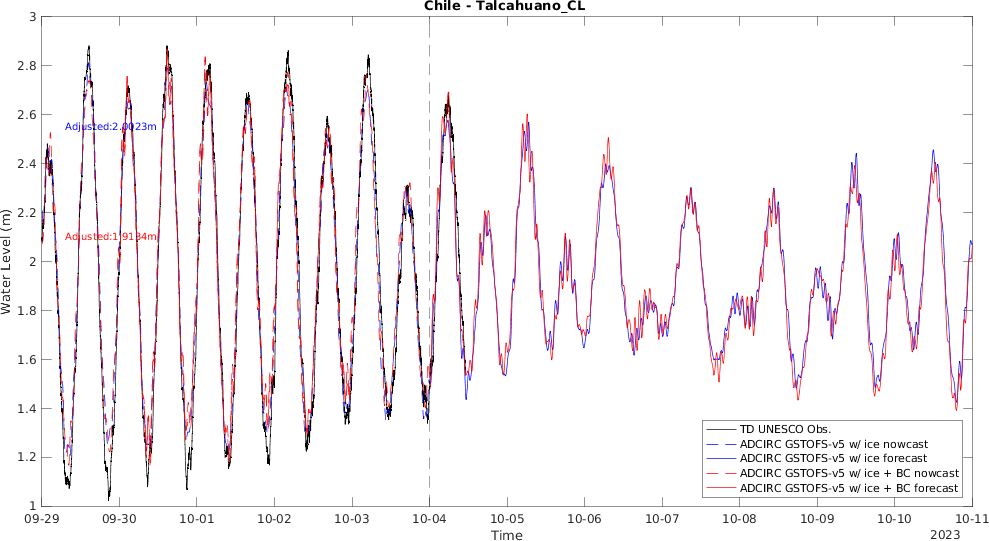 Chile - Talcahuano_CL
3
2.8
2.6
2.4
2.2
2
1.8
1.6
1.4
1.2
1
Water Level (m)
Adjusted:2.0023m
Adjusted:1.9134m
TD UNESCO Obs.
ADCIRC GSTOFS-v5 w/ ice nowcast
ADCIRC GSTOFS-v5 w/ ice forecast
ADCIRC GSTOFS-v5 w/ ice + BC nowcast
ADCIRC GSTOFS-v5 w/ ice + BC forecast
09-29 09-30 10-01 10-02 10-03 10-04 10-05 10-06 10-07 10-08 10-09 10-10 10-11
Time
2023